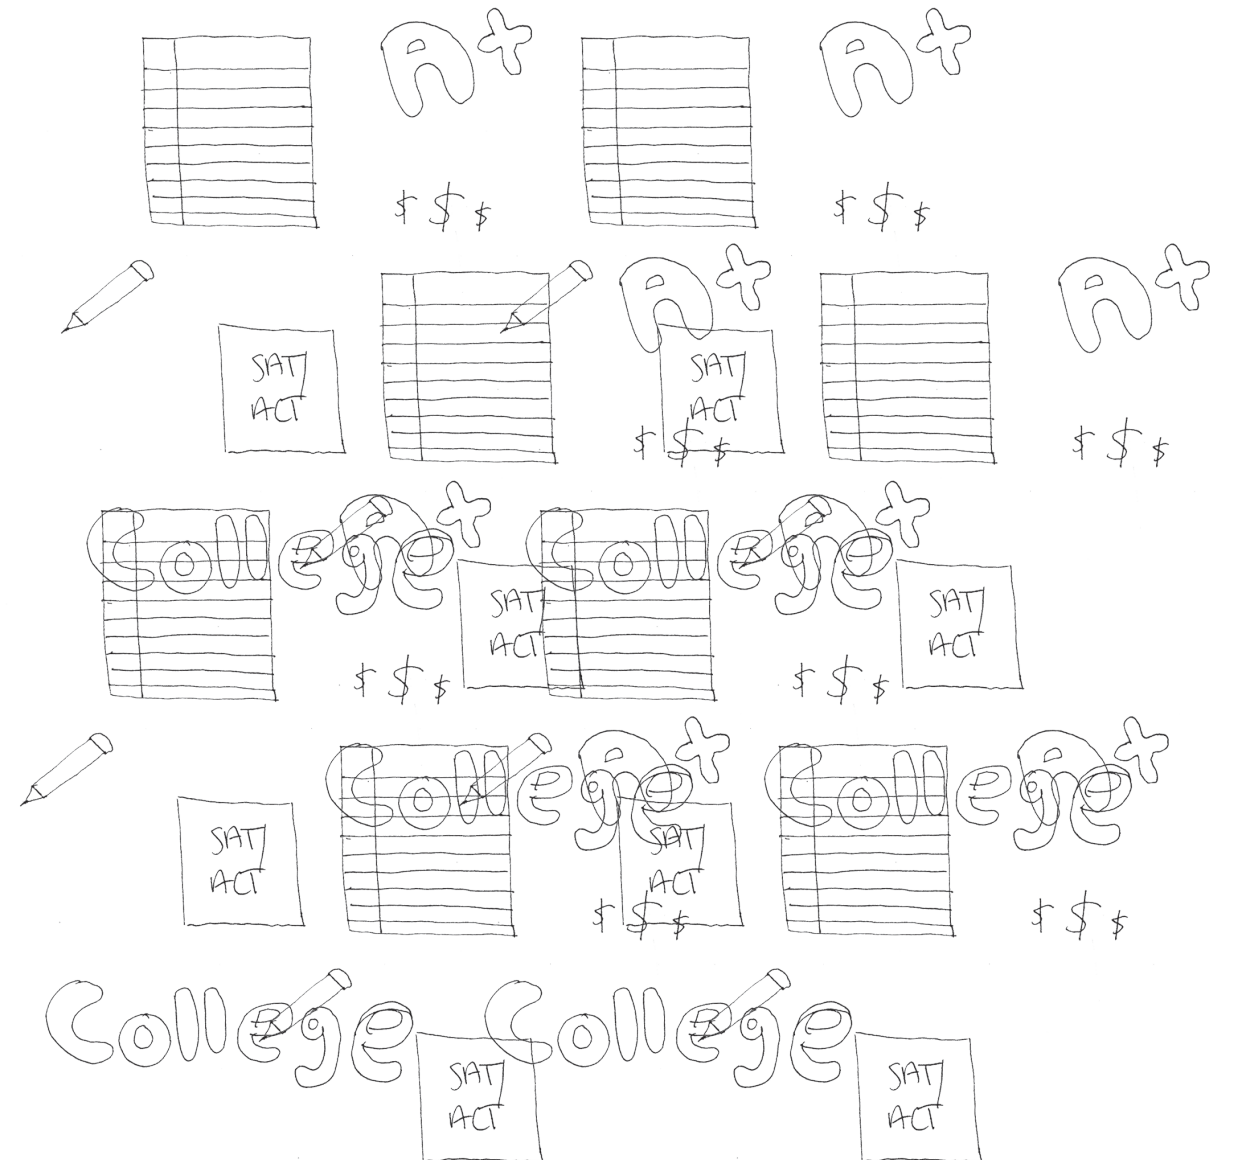 A+ A+
$ $ $ $ $ $
A+ A+
SAT/ SAT/
ACT ACT
$ $ $ $ $ $
A+ A+
College College
SAT/ SAT/
ACT ACT
$ $ $ $ $ $
A+ A+
College College
SAT/ SAT/
ACT ACT
$ $ $ $ $ $
College College
SAT/ SAT/
ACT ACT